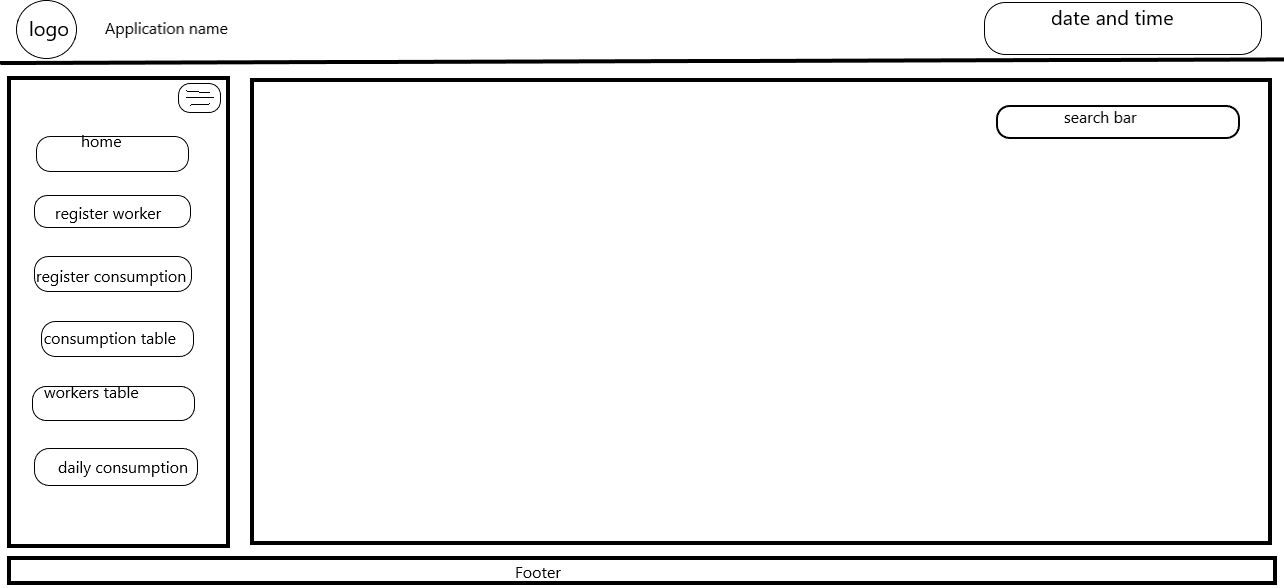 logo
Application name
date and time
search bar
home
register worker
register consumption
consumption table
workers table
daily consumption
Footer